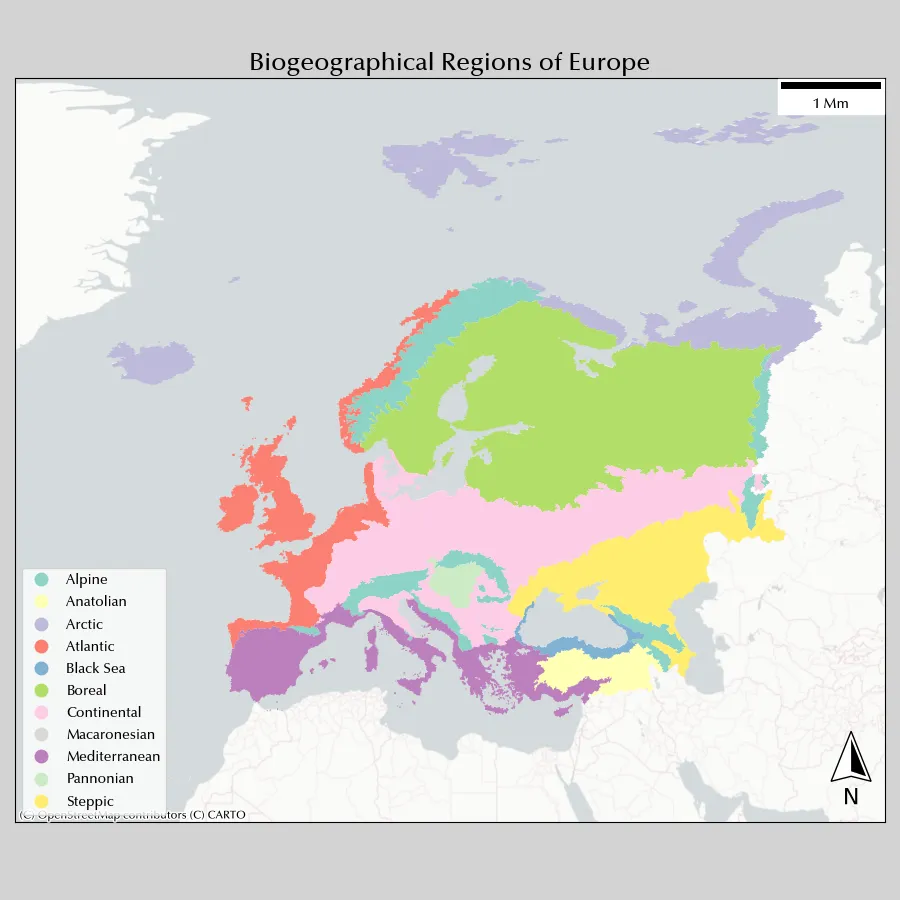 Biogeographical Regions of Europe
1 Mm
Alpine
Anatolian
Arctic
Atlantic
Black Sea
Boreal
Continental
Macaronesian
Mediterranean
Pannonian
Steppic
N
(C) OpenStreetMap contributors (C) CARTO